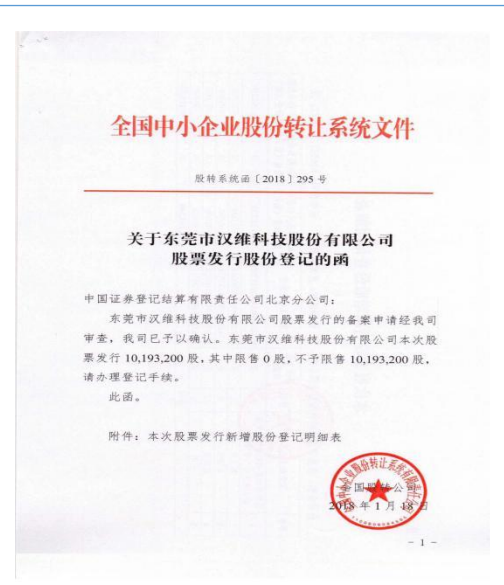 全国中小企业股份转让系统文件
股转系统函〔2018〕295 号
关于东莞市汉维科技股份有限公司
股票发行股份登记的函
中国证券登记结算有限责任公司北京分公司：
东莞市汉维科技股份有限公司股票发行的备案申请经我司
审查，我司已予以确认。东莞市汉维科技股份有限公司本次股
票发行 10,193,200 股，其中限售 0 股，不予限售 10,193,200 股，
请办理登记手续。
此函。
附件：本次股票发行新增股份登记明细表
2018 年 1 月 18 日
- 1 -